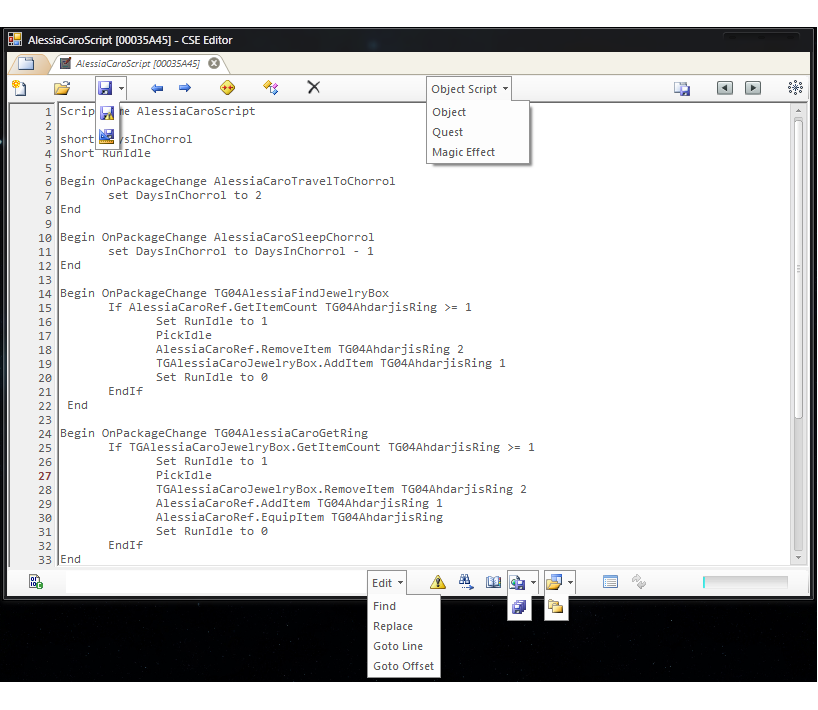 AlessiaCaroScript [00035A45] - CSE Editor
AlessiaCaroScript [00035A45]
Object Script
Object
Quest
Magic Effect
1 Scrip me AlessiaCaroScript
2
3 short ysInChorrol
4 Short RunIdle
5
6 Begin OnPackageChange AlessiaCaroTravelToChorrol
7 set DaysInChorrol to 2
8 End
9
10 Begin OnPackageChange AlessiaCaroSleepChorrol
11 set DaysInChorrol to DaysInChorrol - 1
12 End
13
14 Begin OnPackageChange TG04AlessiaFindJewelryBox
15 If AlessiaCaroRef.GetItemCount TG04AhdarjisRing >= 1
16 Set RunIdle to 1
17 PickIdle
18 AlessiaCaroRef.RemoveItem TG04AhdarjisRing 2
19 TGAlessiaCaroJewelryBox.AddItem TG04AhdarjisRing 1
20 Set RunIdle to 0
21 EndIf
22 End
23
24 Begin OnPackageChange TG04AlessiaCaroGetRing
25 If TGAlessiaCaroJewelryBox.GetItemCount TG04AhdarjisRing >= 1
26 Set RunIdle to 1
27 PickIdle
28 TGAlessiaCaroJewelryBox.RemoveItem TG04AhdarjisRing 2
29 AlessiaCaroRef.AddItem TG04AhdarjisRing 1
30 AlessiaCaroRef.EquipItem TG04AhdarjisRing
31 Set RunIdle to 0
32 EndIf
33 End
Edit
Find
Replace
Goto Line
Goto Offset